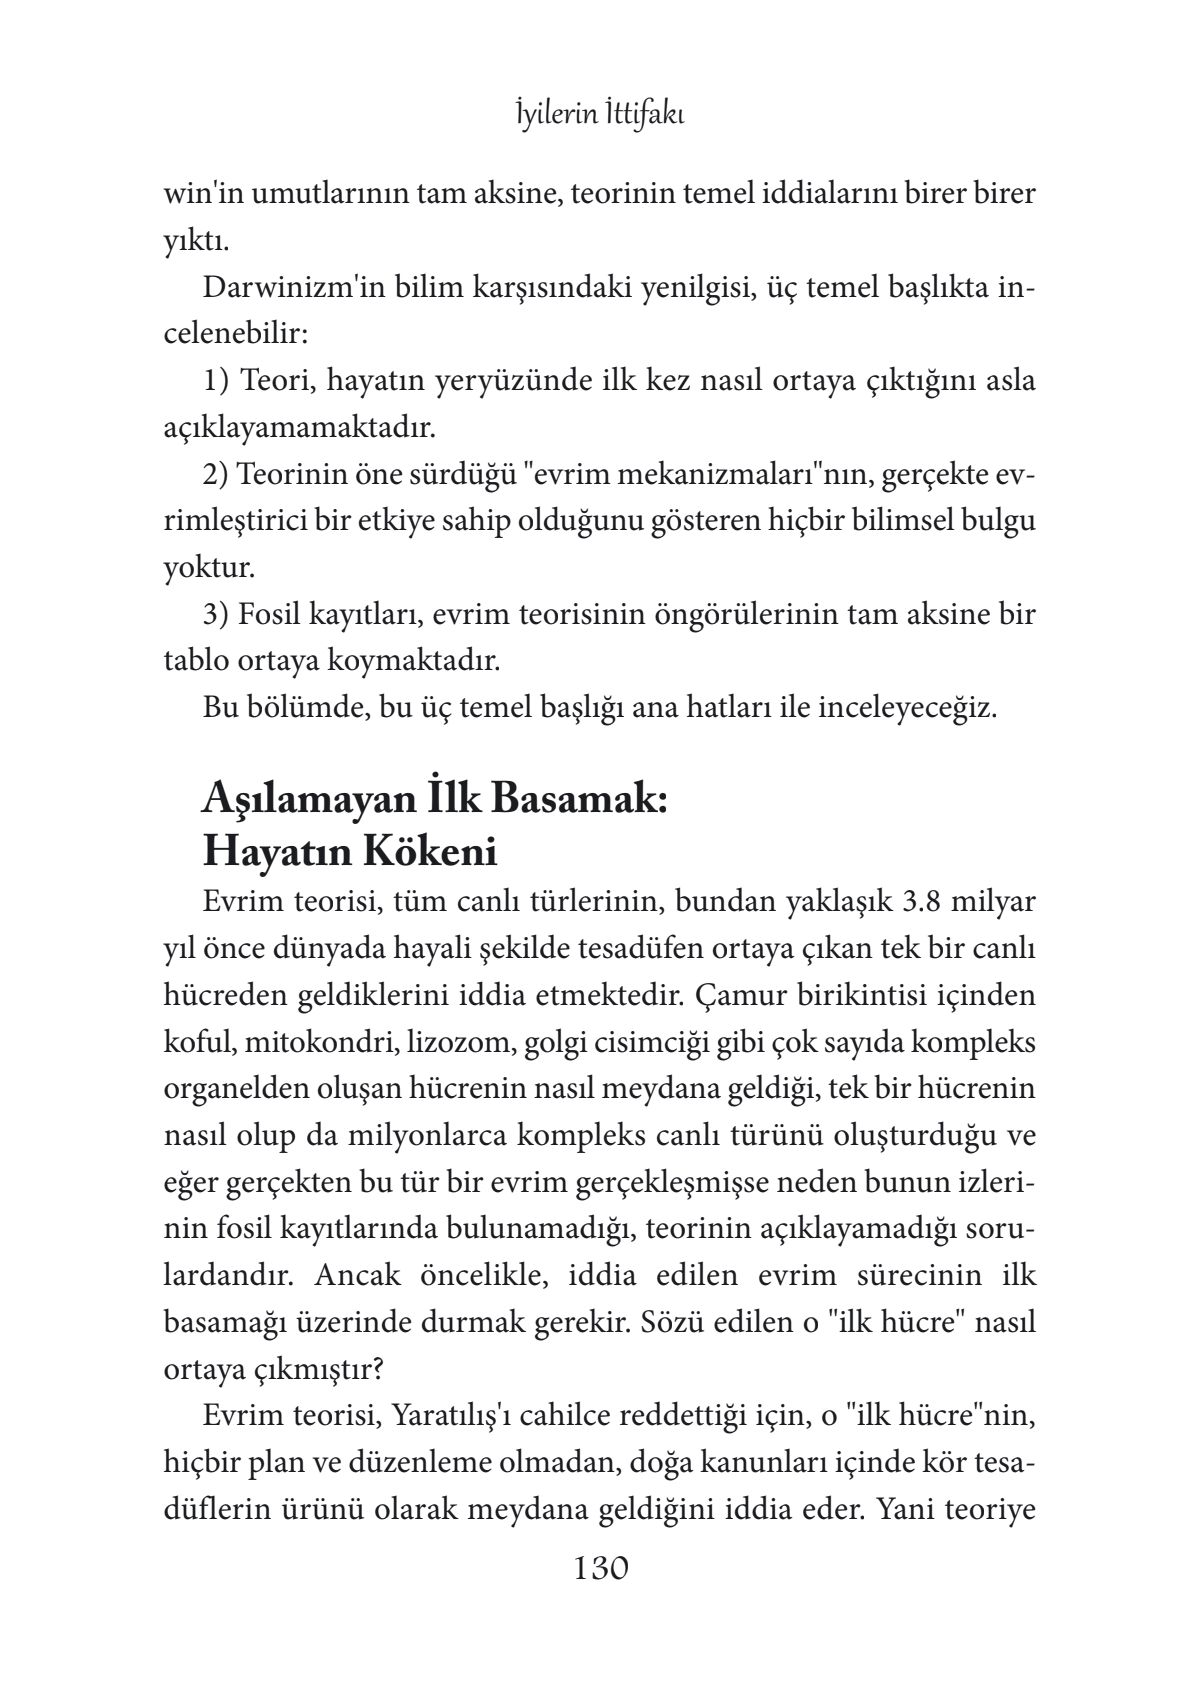 İyilerin İttifakı
win'in umutlarının tam aksine, teorinin temel iddialarını birer birer
yıktı.
Darwinizm'in bilim karşısındaki yenilgisi, üç temel başlıkta in-
celenebilir:
1) Teori, hayatın yeryüzünde ilk kez nasıl ortaya çıktığını asla
açıklayamamaktadır.
2) Teorinin öne sürdüğü "evrim mekanizmaları"nın, gerçekte ev-
rimleştirici bir etkiye sahip olduğunu gösteren hiçbir bilimsel bulgu
yoktur.
3) Fosil kayıtları, evrim teorisinin öngörülerinin tam aksine bir
tablo ortaya koymaktadır.
Bu bölümde, bu üç temel başlığı ana hatları ile inceleyeceğiz.
Aşılamayan İlk Basamak:
Hayatın Kökeni
Evrim teorisi, tüm canlı türlerinin, bundan yaklaşık 3.8 milyar
yıl önce dünyada hayali şekilde tesadüfen ortaya çıkan tek bir canlı
hücreden geldiklerini iddia etmektedir. Çamur birikintisi içinden
koful, mitokondri, lizozom, golgi cisimciği gibi çok sayıda kompleks
organelden oluşan hücrenin nasıl meydana geldiği, tek bir hücrenin
nasıl olup da milyonlarca kompleks canlı türünü oluşturduğu ve
eğer gerçekten bu tür bir evrim gerçekleşmişse neden bunun izleri-
nin fosil kayıtlarında bulunamadığı, teorinin açıklayamadığı soru-
lardandır. Ancak öncelikle, iddia edilen evrim sürecinin ilk
basamağı üzerinde durmak gerekir. Sözü edilen o "ilk hücre" nasıl
ortaya çıkmıştır?
Evrim teorisi, Yaratılış'ı cahilce reddettiği için, o "ilk hücre"nin,
hiçbir plan ve düzenleme olmadan, doğa kanunları içinde kör tesa-
düflerin ürünü olarak meydana geldiğini iddia eder. Yani teoriye
130